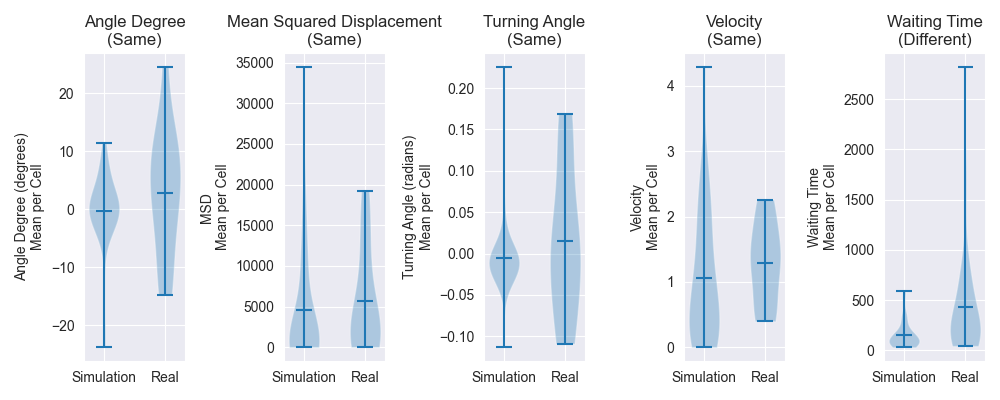 Angle Degree
(Same)
Angle Degree (degrees)
Mean per Cell
20
10
0
−10
−20
Simulation
Real
Mean Squared Displacement
(Same)
MSD
Mean per Cell
35000
30000
25000
20000
15000
10000
5000
0
Simulation
Real
Turning Angle
(Same)
Turning Angle (radians)
Mean per Cell
0.20
0.15
0.10
0.05
0.00
−0.05
−0.10
Simulation
Real
Velocity
(Same)
Velocity
Mean per Cell
4
3
2
1
0
Simulation
Real
Waiting Time
(Different)
Waiting Time
Mean per Cell
2500
2000
1500
1000
500
0
Simulation
Real